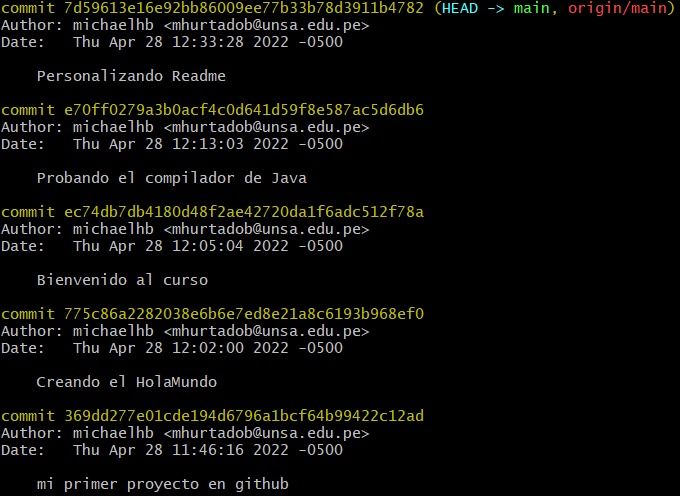 commit 7d59613e16e92bb86009ee77b33b78d3911b4782 (HEAD -> main, origin/main)
Author: michaelhb <mhurtadob@unsa.edu.pe>
Date:   Thu Apr 28 12:33:28 2022 -0500
Personalizando Readme
commit e70ff0279a3b0acf4c0d641d59f8e587ac5d6db6
Author: michaelhb <mhurtadob@unsa.edu.pe>
Date:   Thu Apr 28 12:13:03 2022 -0500
Probando el compilador de Java
commit ec74db7db4180d48f2ae42720da1f6adc512f78a
Author: michaelhb <mhurtadob@unsa.edu.pe>
Date:   Thu Apr 28 12:05:04 2022 -0500
Bienvenido al curso
commit 775c86a2282038e6b6e7ed8e21a8c6193b968ef0
Author: michaelhb <mhurtadob@unsa.edu.pe>
Date:   Thu Apr 28 12:02:00 2022 -0500
Creando el HolaMundo
commit 369dd277e01cde194d6796a1bcf64b99422c12ad
Author: michaelhb <mhurtadob@unsa.edu.pe>
Date:   Thu Apr 28 11:46:16 2022 -0500
mi primer proyecto en github